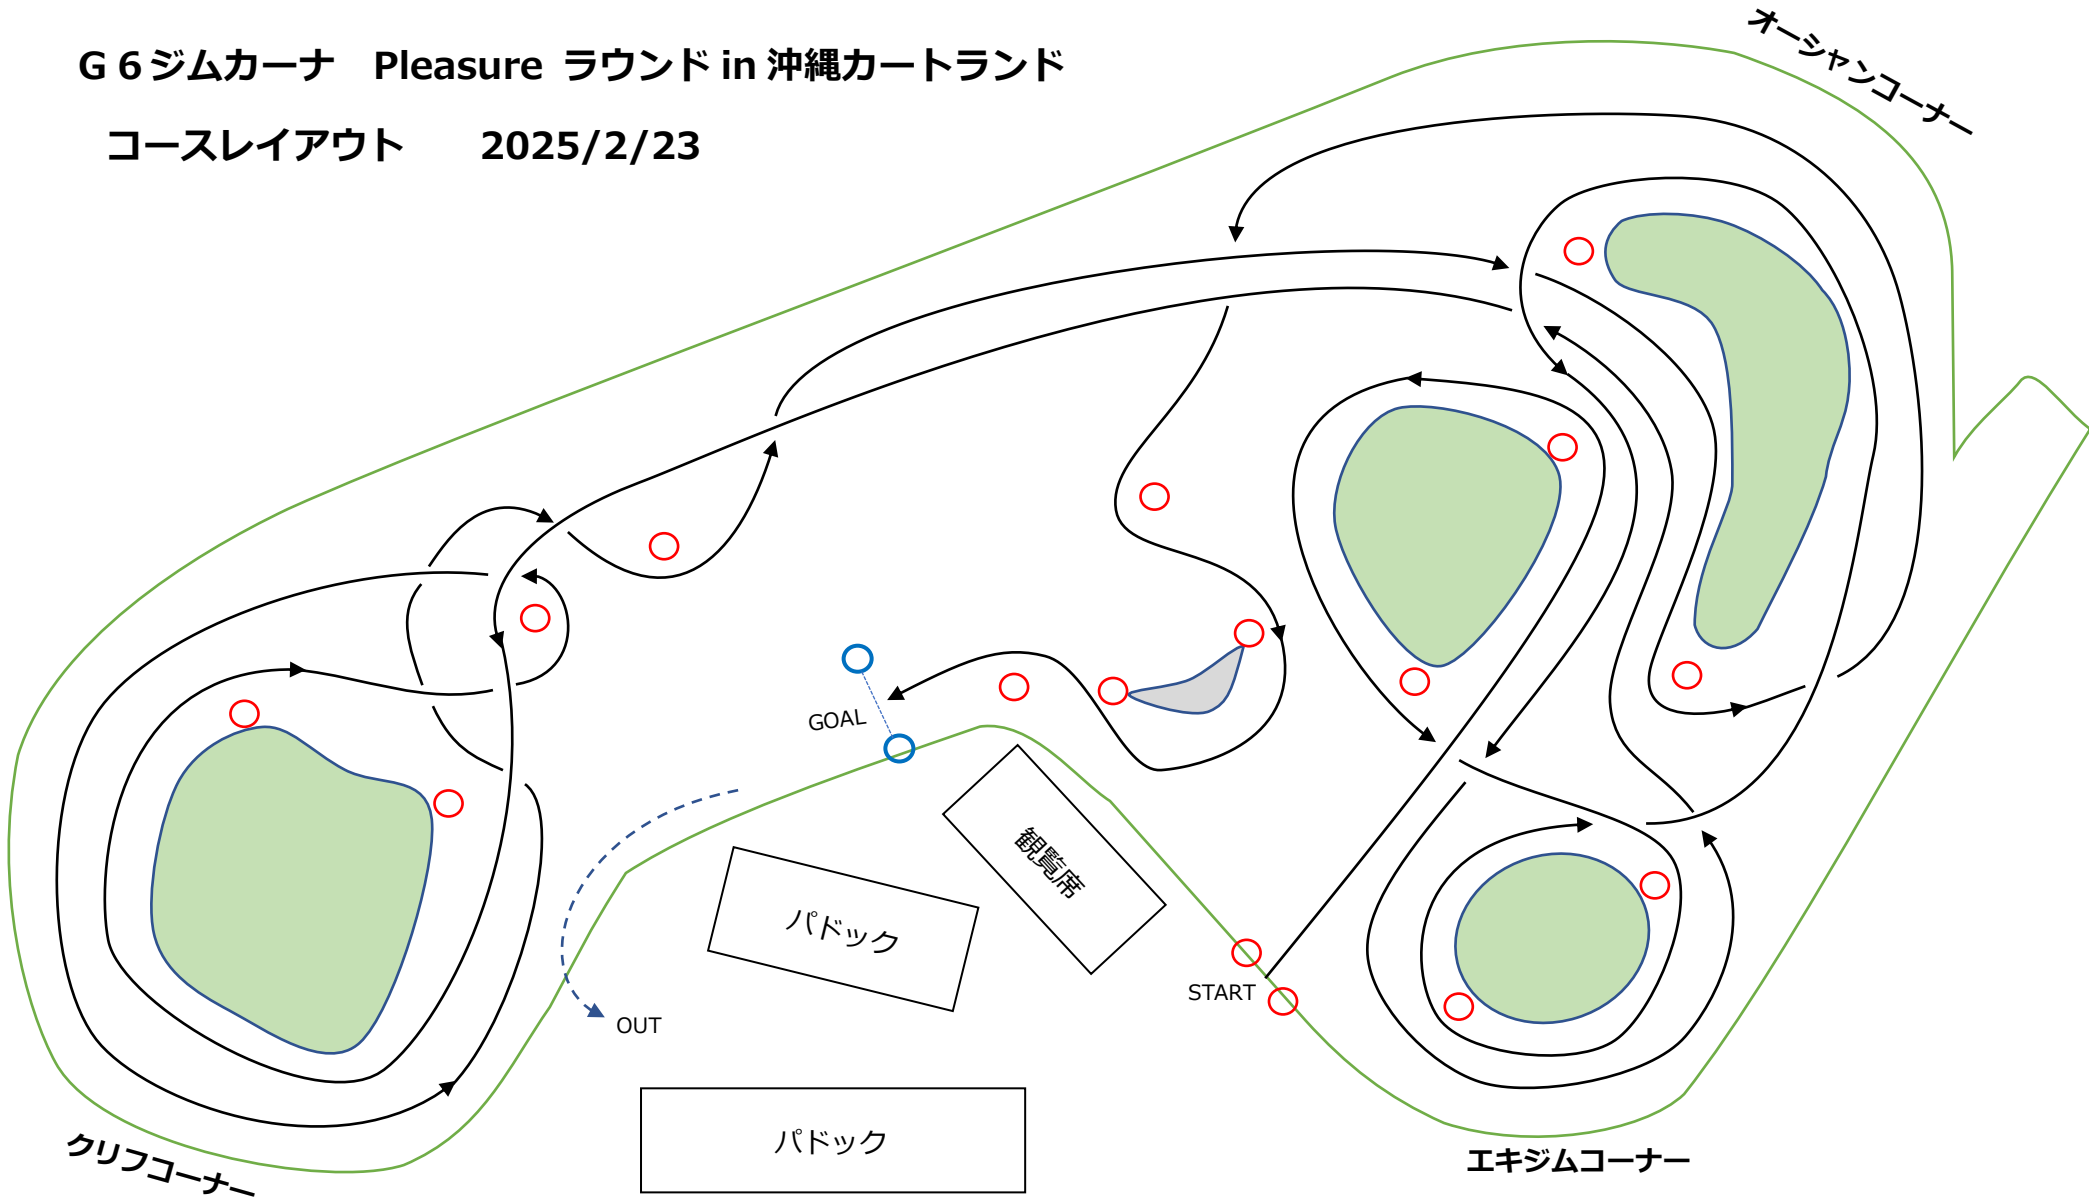 G６ジムカーナ　Pleasure ラウンド in 沖縄カートランド
コースレイアウト　　2025/2/23
オーシャンコーナー
GOAL
観覧席
パドック
START
OUT
パドック
クリフコーナー
エキジムコーナー